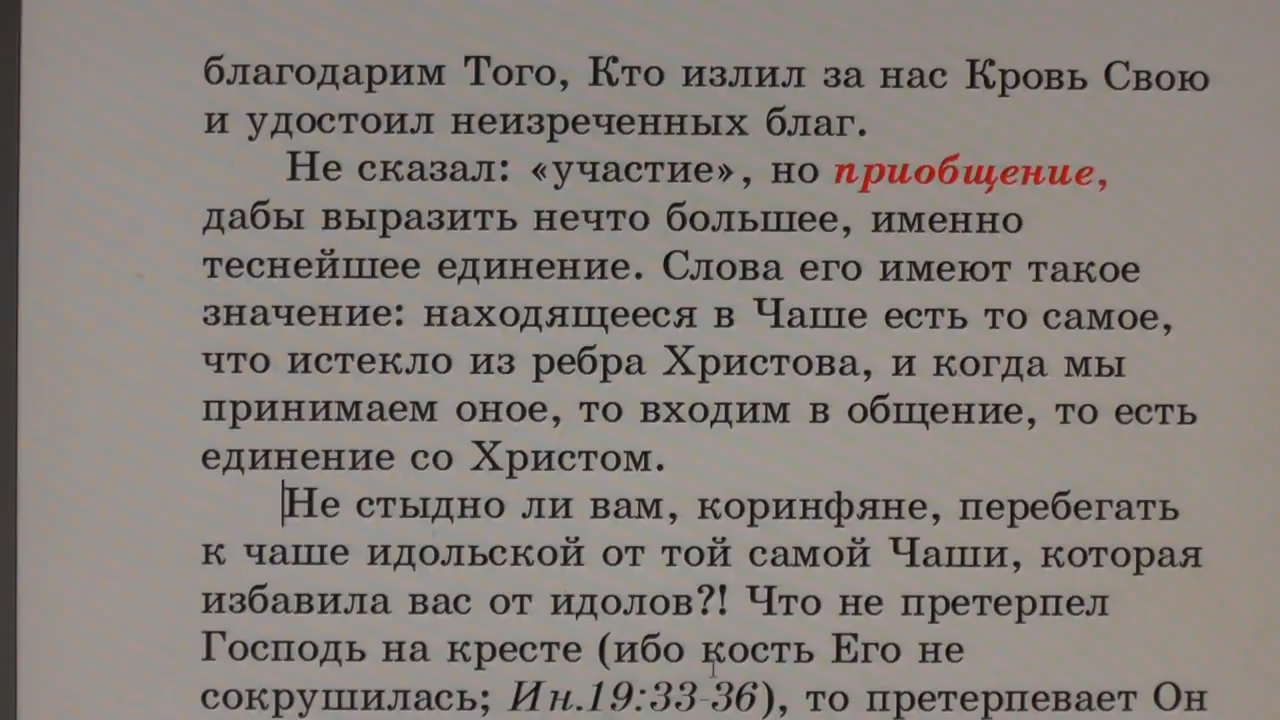 благодарим Того, Кто излил за нас Кровь Свою
и удостоил неизреченных благ.
Не сказал: «участие», но приобщение,
дабы выразить нечто большее, именно
теснейшее единение. Слова его имеют такое
значение: находящееся в Чаше есть то самое,
что истекло из ребра Христова, и когда мы
принимаем оное, то входим в общение, то есть
единение со Христом.
Не стыдно ли вам, коринфяне, перебегать
к чаше идольской от той самой Чаши, которая
избавила вас от идолов?! Что не претерпел
Господь на кресте (ибо кость Его не
сокрушилась; Ин.19:33-36), то претерпевает Он